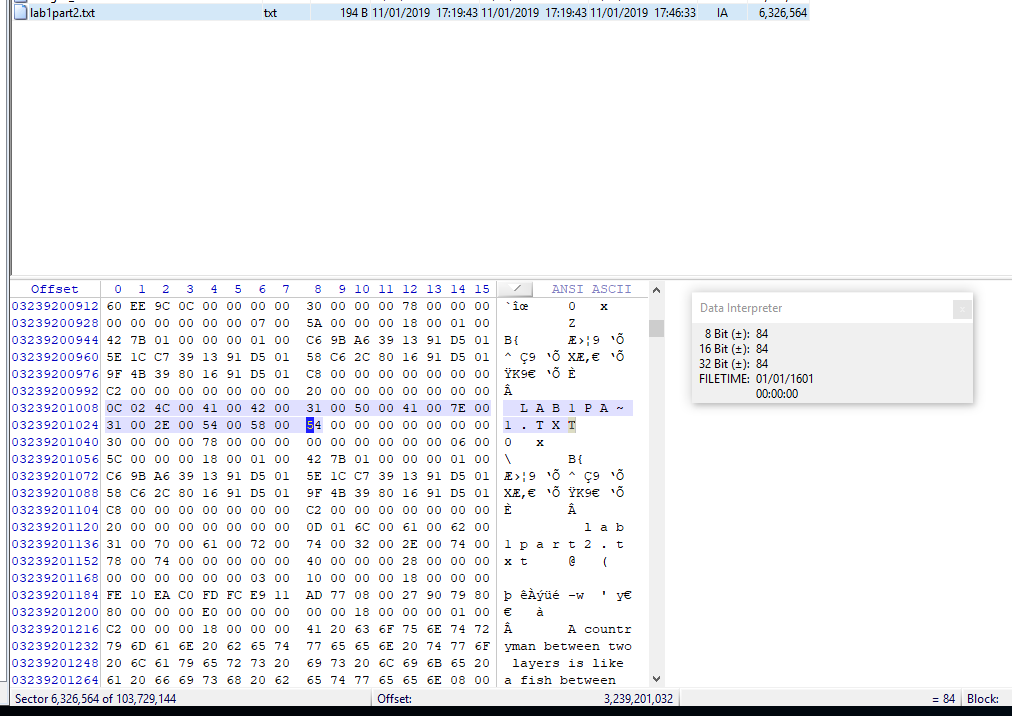 lab1part2.txt txt 194 B 11/01/2019 17:19:43 11/01/2019 17:19:43 11/01/2019 17:46:33 IA 6,326,564
Offset 0 1 2 3 4 5 6 7 8 9 10 11 12 13 14 15 ANSI ASCII
03239200912 60 EE 9C 0C 00 00 00 00 30 00 00 00 78 00 00 00 `îœ 0 x
03239200928 00 00 00 00 00 00 07 00 5A 00 00 00 18 00 01 00 Z
03239200944 42 7B 01 00 00 00 01 00 C6 9B A6 39 13 91 D5 01 B{ Æ›¦9 ‘Õ
03239200960 5E 1C C7 39 13 91 D5 01 58 C6 2C 80 16 91 D5 01 ^ Ç9 ‘Õ XÆ,€ ‘Õ
03239200976 9F 4B 39 80 16 91 D5 01 C8 00 00 00 00 00 00 00 ŸK9€ ‘Õ È
03239200992 C2 00 00 00 00 00 00 00 20 00 00 00 00 00 00 00 Â
03239201008 0C 02 4C 00 41 00 42 00 31 00 50 00 41 00 7E 00 L A B 1 P A ~
03239201024 31 00 2E 00 54 00 58 00 54 00 00 00 00 00 00 00 1 . T X T
03239201040 30 00 00 00 78 00 00 00 00 00 00 00 00 00 06 00 0 x
03239201056 5C 00 00 00 18 00 01 00 42 7B 01 00 00 00 01 00 \ B{
03239201072 C6 9B A6 39 13 91 D5 01 5E 1C C7 39 13 91 D5 01 Æ›¦9 ‘Õ ^ Ç9 ‘Õ
03239201088 58 C6 2C 80 16 91 D5 01 9F 4B 39 80 16 91 D5 01 XÆ,€ ‘Õ ŸK9€ ‘Õ
03239201104 C8 00 00 00 00 00 00 00 C2 00 00 00 00 00 00 00 È Â
03239201120 20 00 00 00 00 00 00 00 0D 01 6C 00 61 00 62 00 l a b
03239201136 31 00 70 00 61 00 72 00 74 00 32 00 2E 00 74 00 1 p a r t 2 . t
03239201152 78 00 74 00 00 00 00 00 40 00 00 00 28 00 00 00 x t @ (
03239201168 00 00 00 00 00 00 03 00 10 00 00 00 18 00 00 00
03239201184 FE 10 EA C0 FD FC E9 11 AD 77 08 00 27 90 79 80 þ êÀýüé -w ' y€
03239201200 80 00 00 00 E0 00 00 00 00 00 18 00 00 00 01 00 € à
03239201216 C2 00 00 00 18 00 00 00 41 20 63 6F 75 6E 74 72 Â A countr
03239201232 79 6D 61 6E 20 62 65 74 77 65 65 6E 20 74 77 6F yman between two
03239201248 20 6C 61 79 65 72 73 20 69 73 20 6C 69 6B 65 20 layers is like
03239201264 61 20 66 69 73 68 20 62 65 74 77 65 65 6E 08 00 a fish between
Data Interpreter
x
8 Bit (±): 84
16 Bit (±): 84
32 Bit (±): 84
FILETIME: 01/01/1601
00:00:00
Sector 6,326,564 of 103,729,144 Offset: 3,239,201,032 = 84 Block: